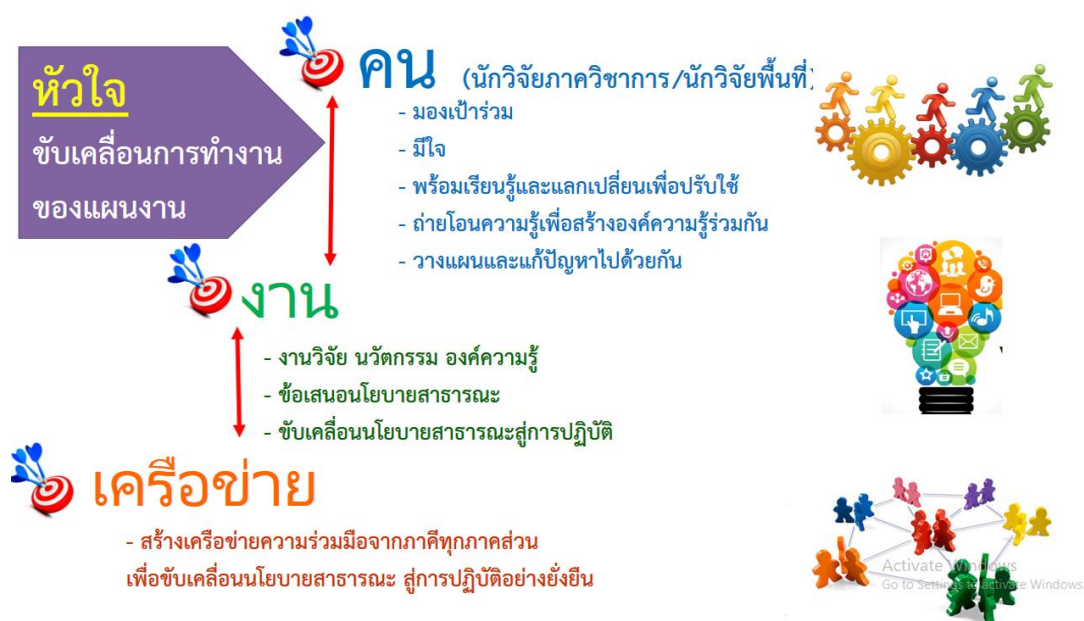 หัวใจ
ขับเคลื่อนการทำงาน
ของแผนงาน
คน (นักวิจัยภาควิชาการ/นักวิจัยพื้นที่)
- มองเป้าร่วม
- มีใจ
- พร้อมเรียนรู้และแลกเปลี่ยนเพื่อปรับใช้
- ถ่ายโอนความรู้เพื่อสร้างองค์ความรู้ร่วมกัน
- วางแผนและแก้ปัญหาไปด้วยกัน
งาน
- งานวิจัย นวัตกรรม องค์ความรู้
- ข้อเสนอนโยบายสาธารณะ
- ขับเคลื่อนนโยบายสาธารณะสู่การปฏิบัติ
เครือข่าย
- สร้างเครือข่ายความร่วมมือจากภาคีทุกภาคส่วน
เพื่อขับเคลื่อนนโยบายสาธารณะ สู่การปฏิบัติอย่างยั่งยืน
Activate Windows
Go to Settings to activate Windows.